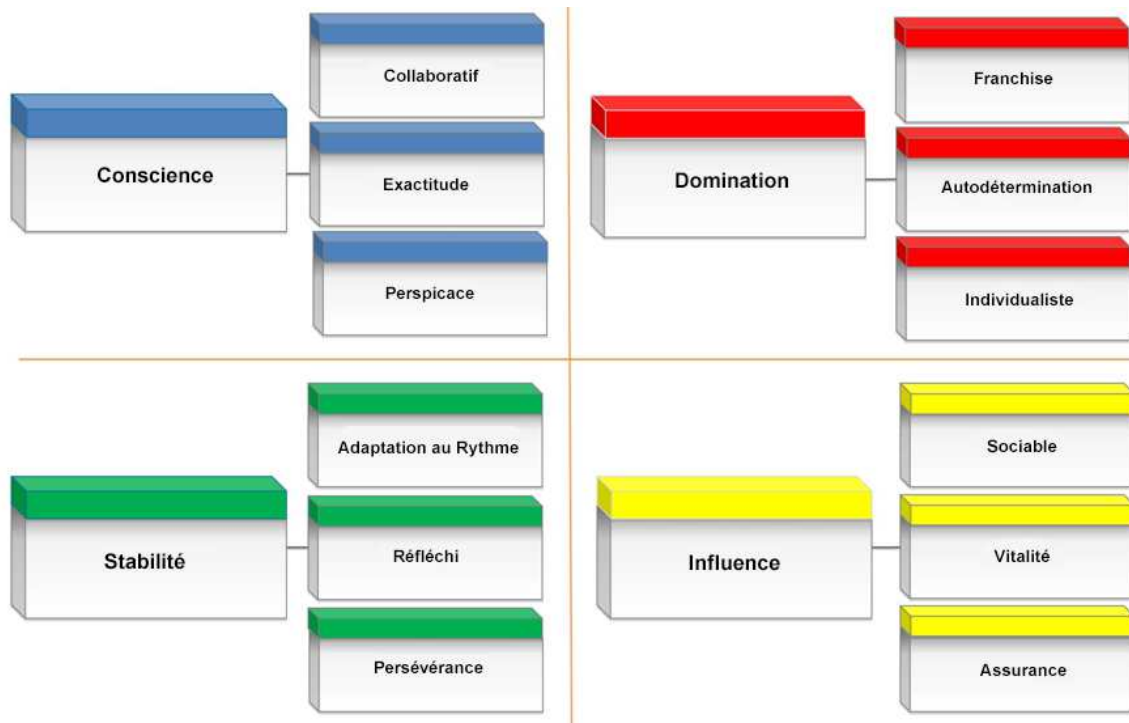 Conscience
Collaboratif
Exactitude
Perspicace
Domination
Franchise
Autodétermination
Individualiste
Stabilité
Adaptation au Rythme
Réfléchi
Persévérance
Influence
Sociable
Vitalité
Assurance